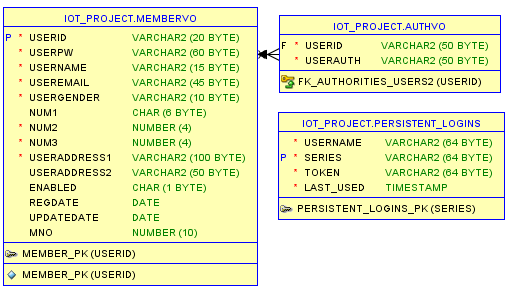 IOT_PROJECT.MEMBERVO
P * USERID VARCHAR2 (20 BYTE)
* USERPW VARCHAR2 (60 BYTE)
* USERNAME VARCHAR2 (15 BYTE)
* USEREMAIL VARCHAR2 (45 BYTE)
* USERGENDER VARCHAR2 (10 BYTE)
NUM1 CHAR (6 BYTE)
* NUM2 NUMBER (4)
* NUM3 NUMBER (4)
* USERADDRESS1 VARCHAR2 (100 BYTE)
USERADDRESS2 VARCHAR2 (50 BYTE)
ENABLED CHAR (1 BYTE)
REGDATE DATE
UPDATEDATE DATE
MNO NUMBER (10)
MEMBER_PK (USERID)
MEMBER_PK (USERID)
IOT_PROJECT.AUTHVO
F * USERID VARCHAR2 (50 BYTE)
* USERAUTH VARCHAR2 (50 BYTE)
FK_AUTHORITIES_USERS2 (USERID)
IOT_PROJECT.PERSISTENT_LOGINS
* USERNAME VARCHAR2 (64 BYTE)
P * SERIES VARCHAR2 (64 BYTE)
* TOKEN VARCHAR2 (64 BYTE)
* LAST_USED TIMESTAMP
PERSISTENT_LOGINS_PK (SERIES)